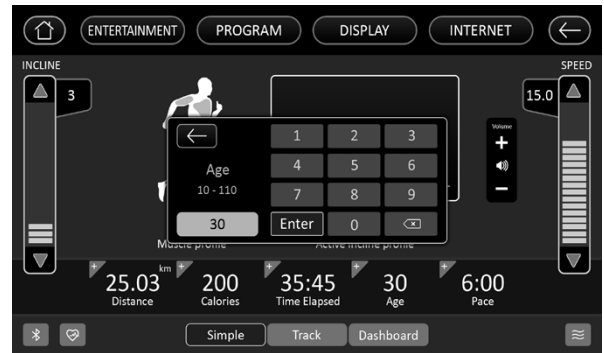 ENTERTAINMENT PROGRAM DISPLAY INTERNET
INCLINE SPEED
3 15.0
Volume
+
−
Age
10 - 110
30
1 2 3
4 5 6
7 8 9
Enter 0
Muscle profile Active incline profile
+ 25.03 km
Distance
+ 200
Calories
+ 35:45
Time Elapsed
+ 30
Age
+ 6:00
Pace
Simple Track Dashboard